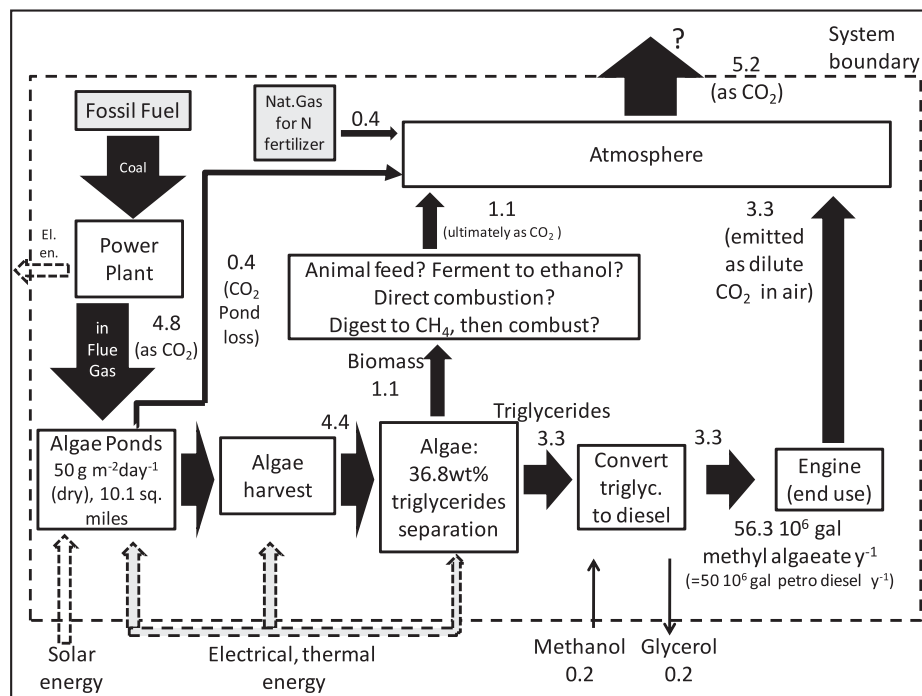 System
boundary
?
5.2
(as CO₂)
Fossil Fuel
Nat.Gas
for N
fertilizer
0.4
Atmosphere
Coal
El.
en.
Power
Plant
1.1
(ultimately as CO₂ )
3.3
(emitted
as dilute
CO₂ in air)
0.4
(CO₂
Pond
loss)
Animal feed? Ferment to ethanol?
Direct combustion?
Digest to CH₄, then combust?
in
Flue
Gas
4.8
(as CO₂)
Biomass
1.1
Triglycerides
Algae Ponds
50 g m⁻²day⁻¹
(dry), 10.1 sq.
miles
Algae
harvest
4.4
Algae:
36.8wt%
triglycerides
separation
3.3
Convert
triglyc.
to diesel
3.3
Engine
(end use)
56.3 10⁶ gal
methyl algaeate y⁻¹
(=50 10⁶ gal petro diesel y⁻¹)
Solar
energy
Electrical, thermal
energy
Methanol
0.2
Glycerol
0.2